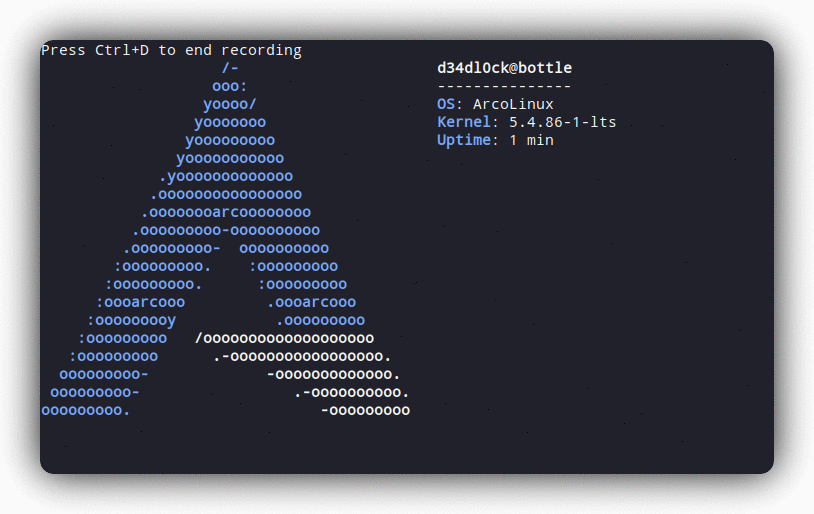 Press Ctrl+D to end recording
/-
ooo:
yoooo/
yooooooo
yooooooooo
yooooooooooo
.yooooooooooooo
.oooooooooooooooo
.oooooooarcoooooooo
.ooooooooo-oooooooooo
.ooooooooo-  oooooooooo
:ooooooooo.    :ooooooooo
:ooooooooo.      :ooooooooo
:oooarcooo         .oooarcooo
:ooooooooy           .ooooooooo
:ooooooooo   /ooooooooooooooooooo
:ooooooooo      .-ooooooooooooooooo.
ooooooooo-             -ooooooooooooo.
ooooooooo-                 .-oooooooooo.
ooooooooo.                     -ooooooooo
d34dl0ck@bottle
---------------
OS: ArcoLinux
Kernel: 5.4.86-1-lts
Uptime: 1 min